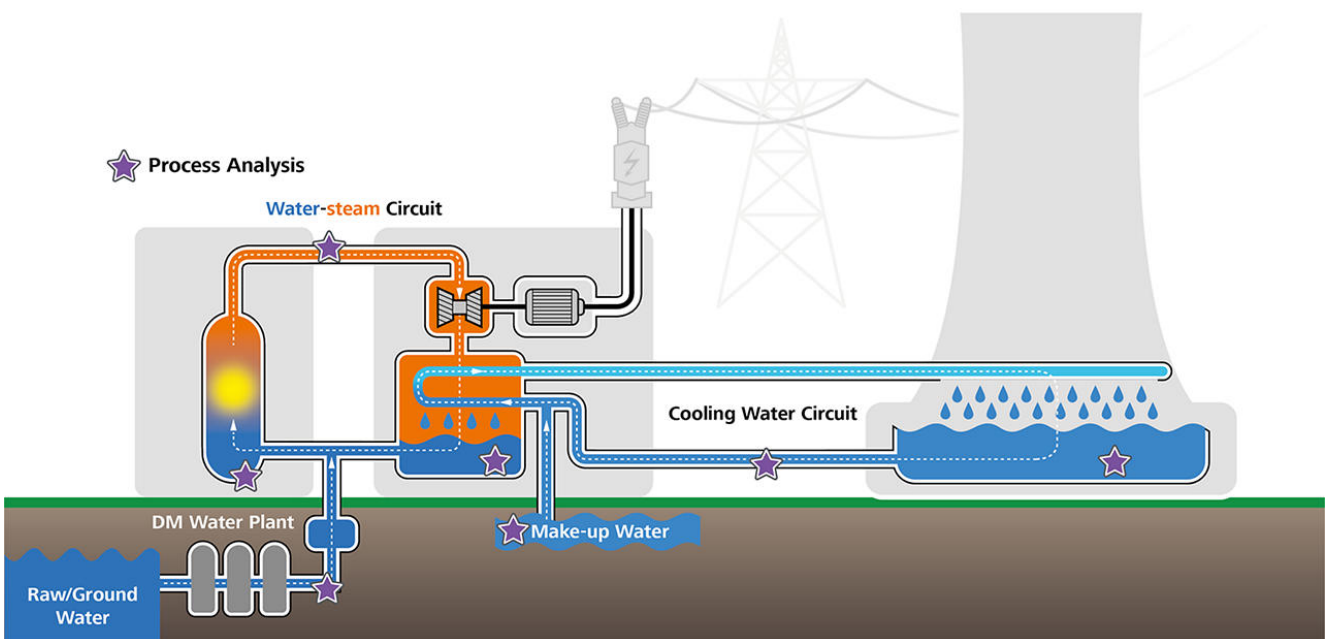 Process Analysis
Water-steam Circuit
Cooling Water Circuit
DM Water Plant
Make-up Water
Raw/Ground
Water